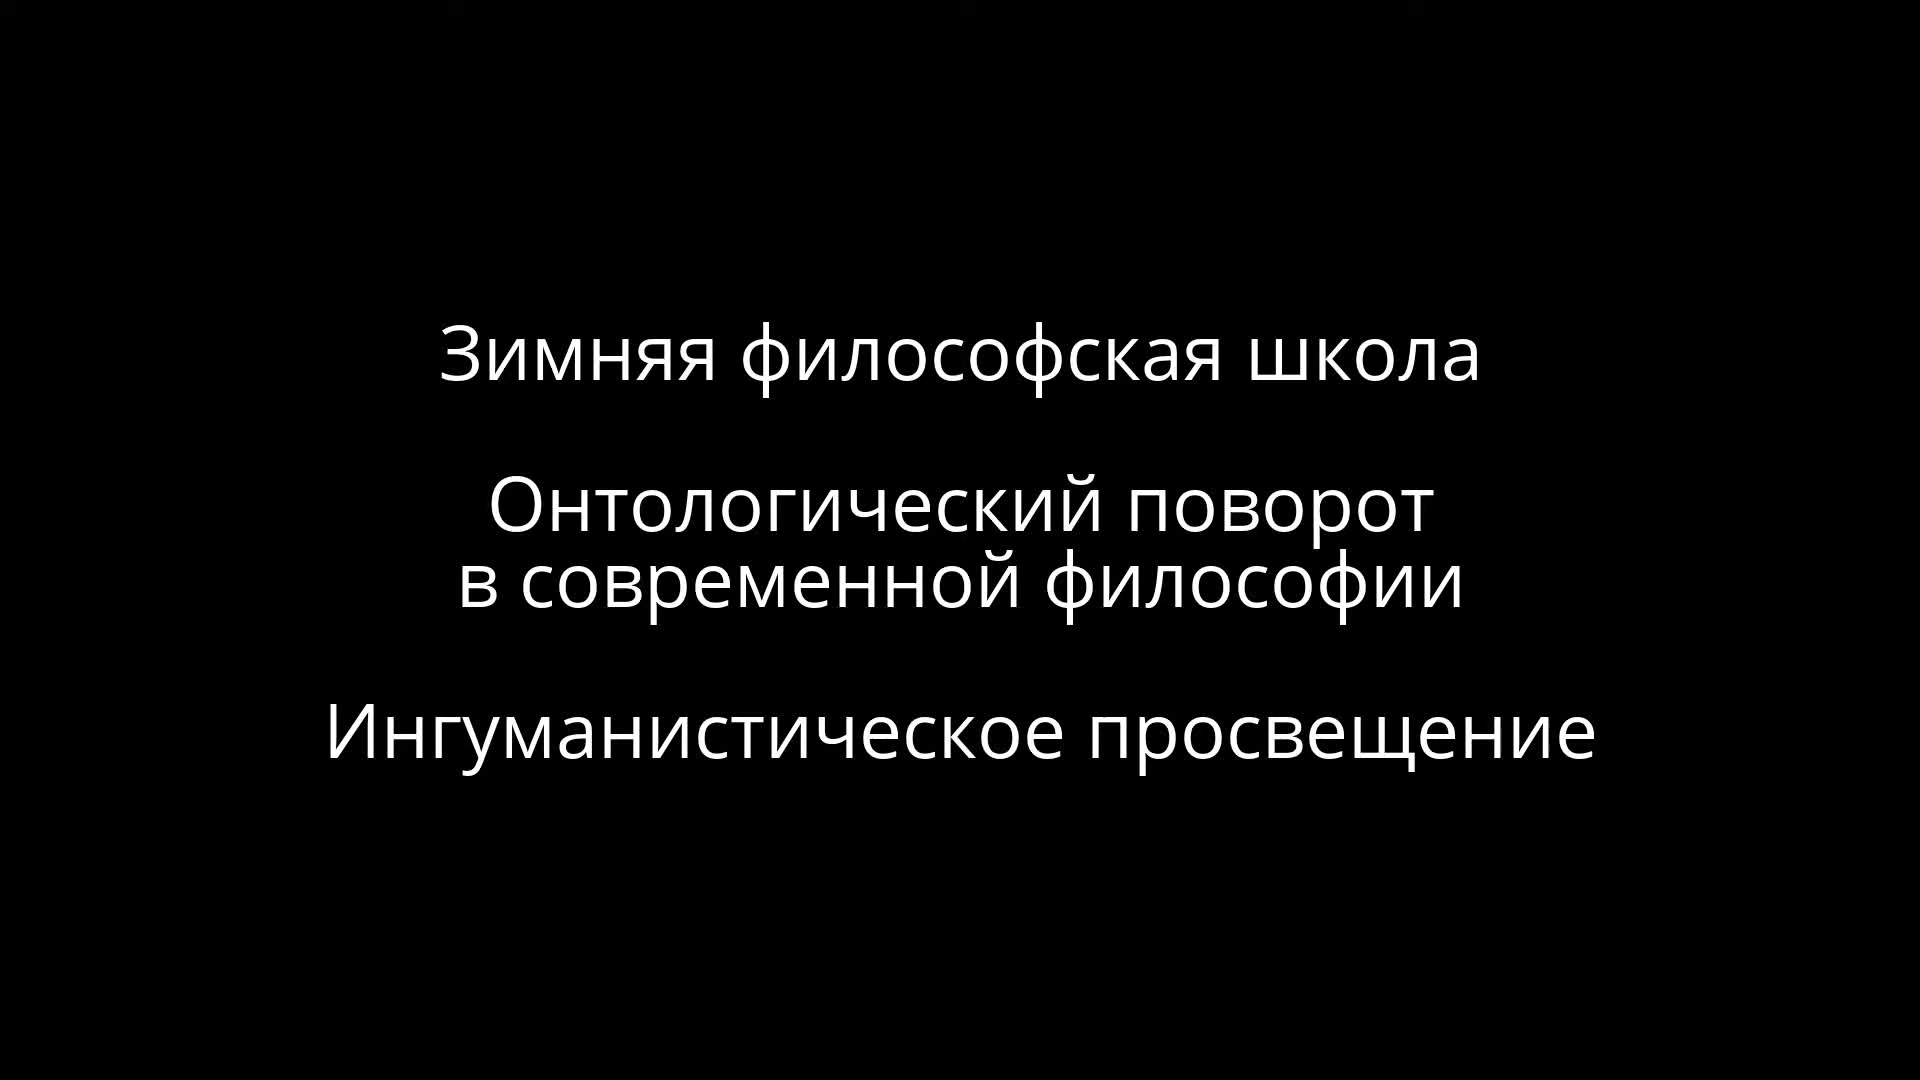 Зимняя философская школа
Онтологический поворот
в современной философии
Ингуманистическое просвещение